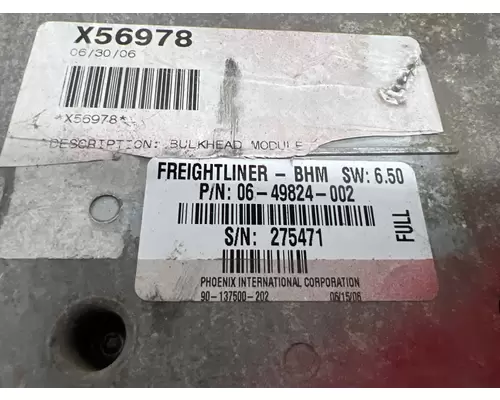 X56978
06/30/06
*X56978*
DESCRIPTION: BULKHEAD MODULE
FREIGHTLINER - BHM SW: 6.50
P/N: 06-49824-002
S/N: 275471
FULL
PHOENIX INTERNATIONAL CORPORATION
90-137500-202 06/15/06